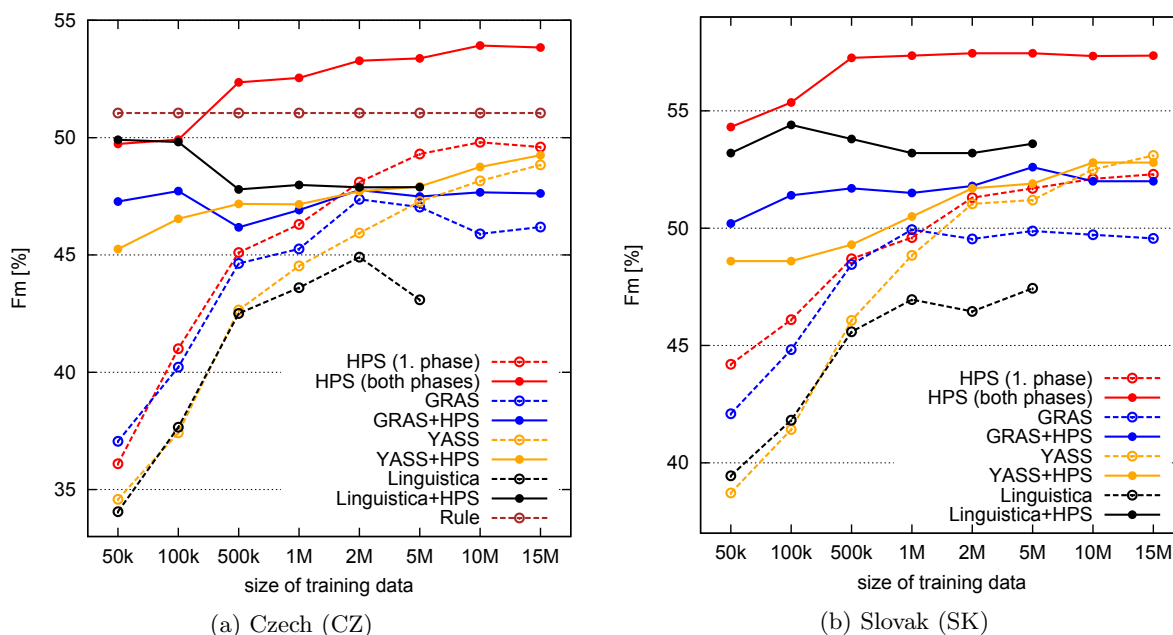 55
50
45
40
35
Fm [%]
HPS (1. phase)
HPS (both phases)
GRAS
GRAS+HPS
YASS
YASS+HPS
Linguistica
Linguistica+HPS
Rule
50k 100k 500k 1M 2M 5M 10M 15M
size of training data
(a) Czech (CZ)
55
50
45
40
Fm [%]
HPS (1. phase)
HPS (both phases)
GRAS
GRAS+HPS
YASS
YASS+HPS
Linguistica
Linguistica+HPS
50k 100k 500k 1M 2M 5M 10M 15M
size of training data
(b) Slovak (SK)